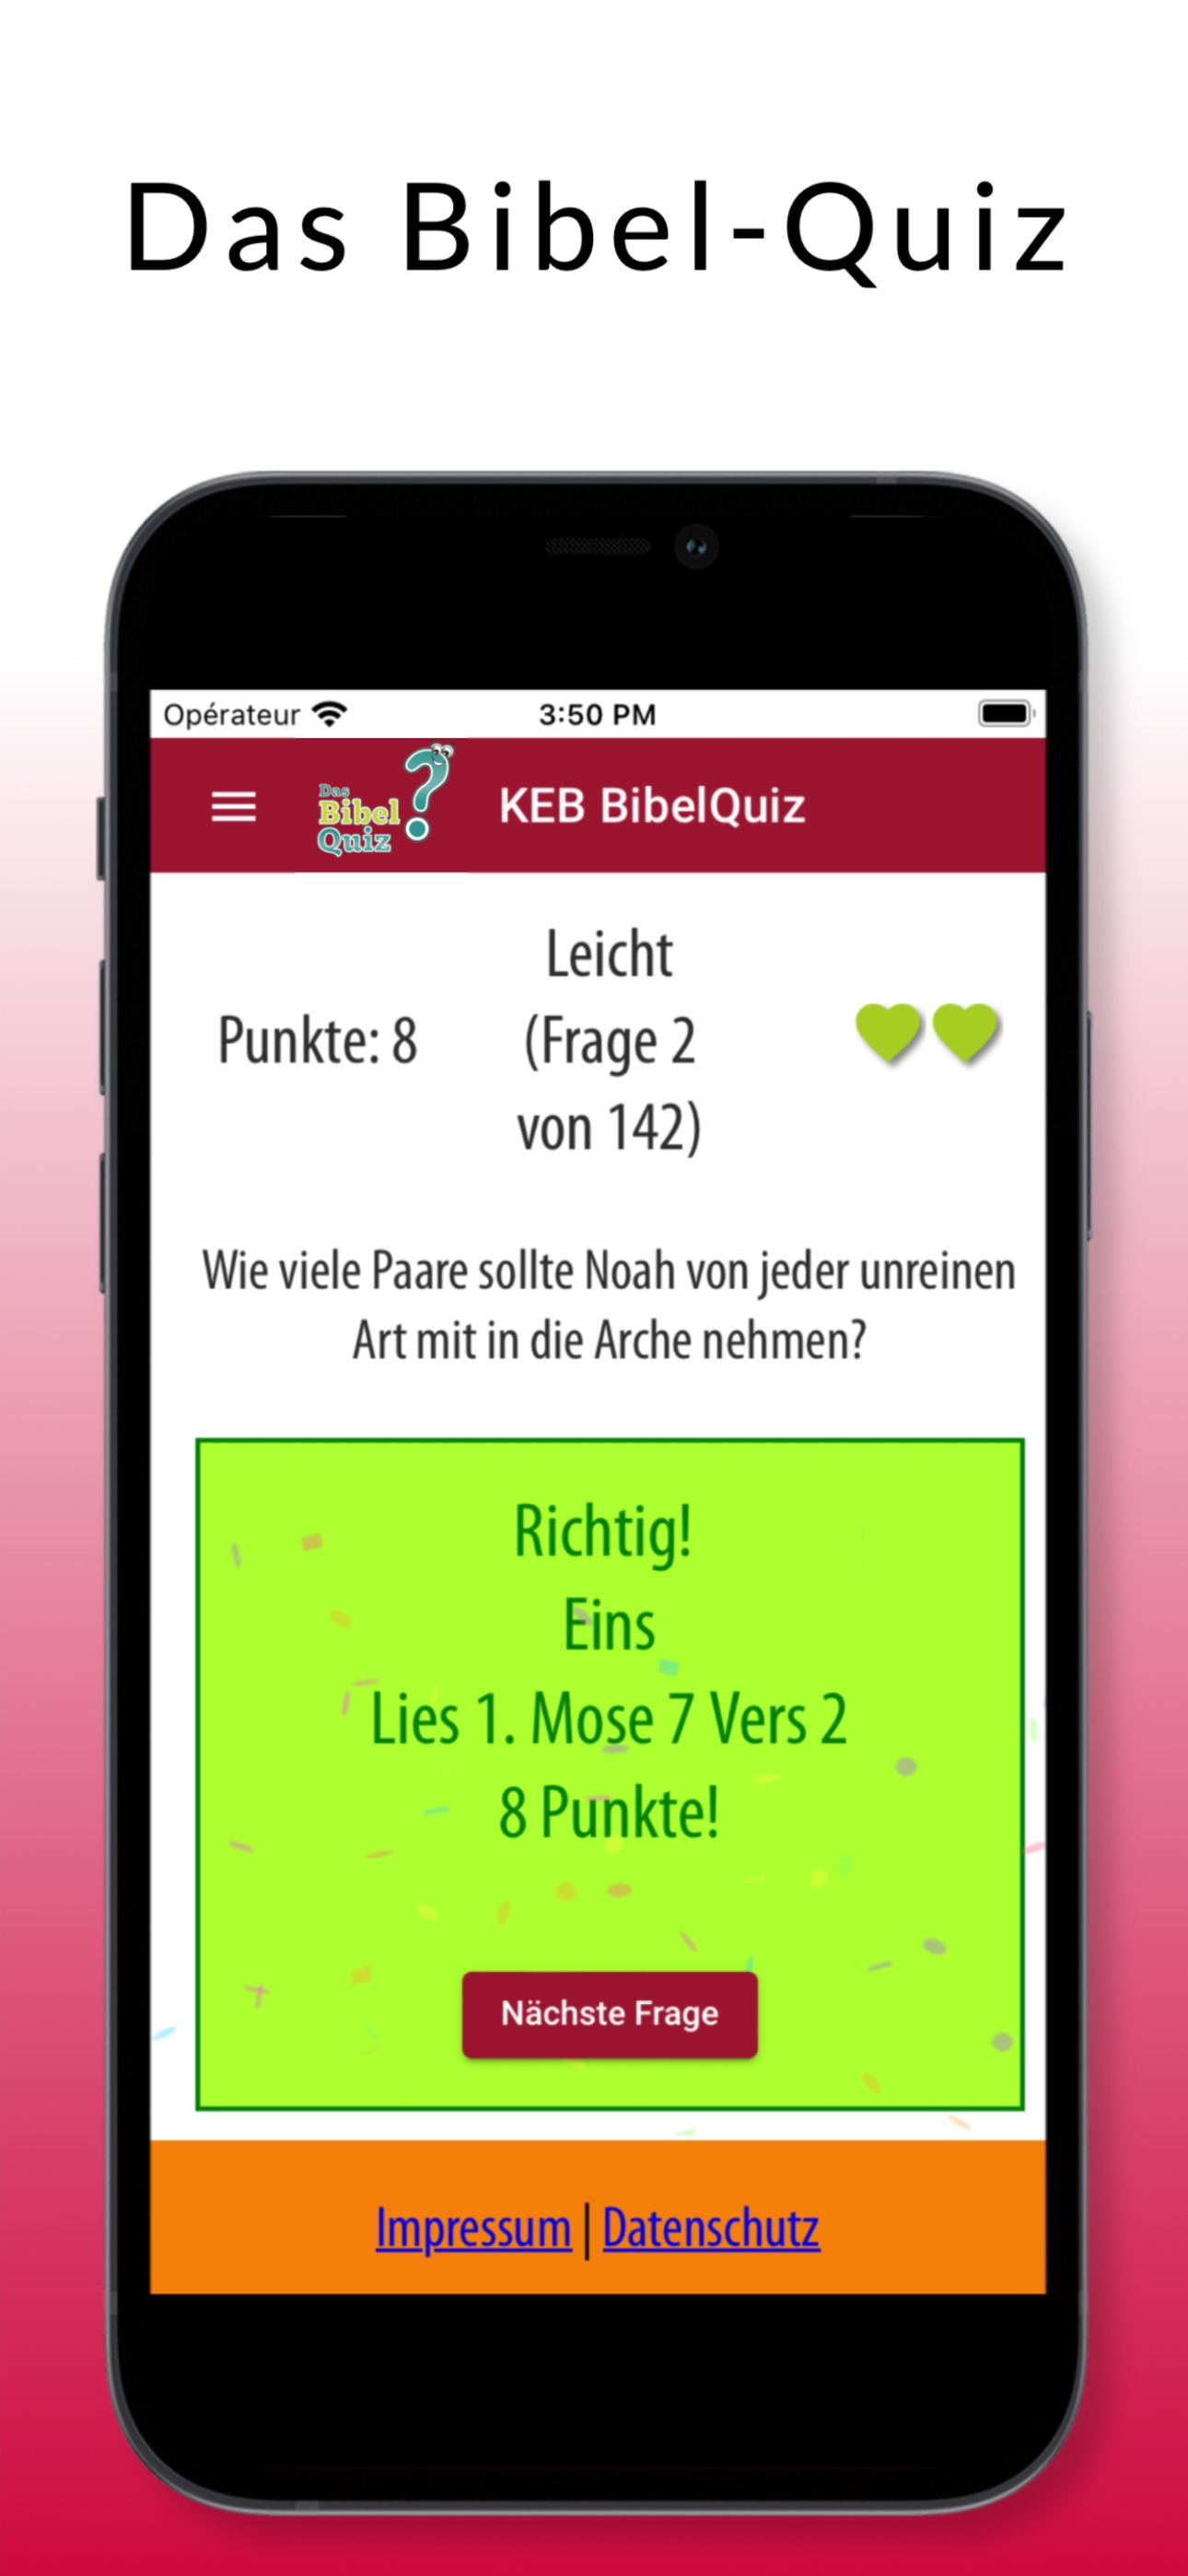 Das Bibel-Quiz
Opérateur 3:50 PM
Das
Bibel
Quiz
?
KEB BibelQuiz
Leicht
Punkte: 8 (Frage 2
von 142)
Wie viele Paare sollte Noah von jeder unreinen
Art mit in die Arche nehmen?
Richtig!
Eins
Lies 1. Mose 7 Vers 2
8 Punkte!
Nächste Frage
Impressum | Datenschutz